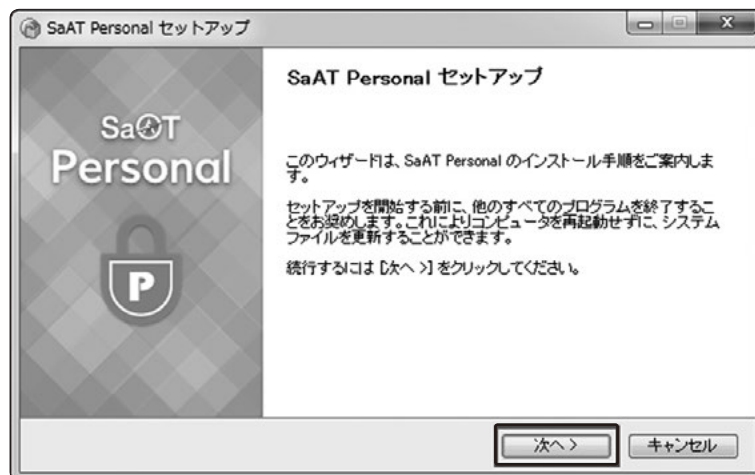 SaAT Personal セットアップ
SaAT
Personal
P
SaAT Personal セットアップ
このウィザードは、SaAT Personal のインストール手順をご案内しま
す。
セットアップを開始する前に、他のすべてのプログラムを終了するこ
とをお奨めします。これによりコンピュータを再起動せずに、システム
ファイルを更新することができます。
続行するには [次へ >] をクリックしてください。
次へ >
キャンセル